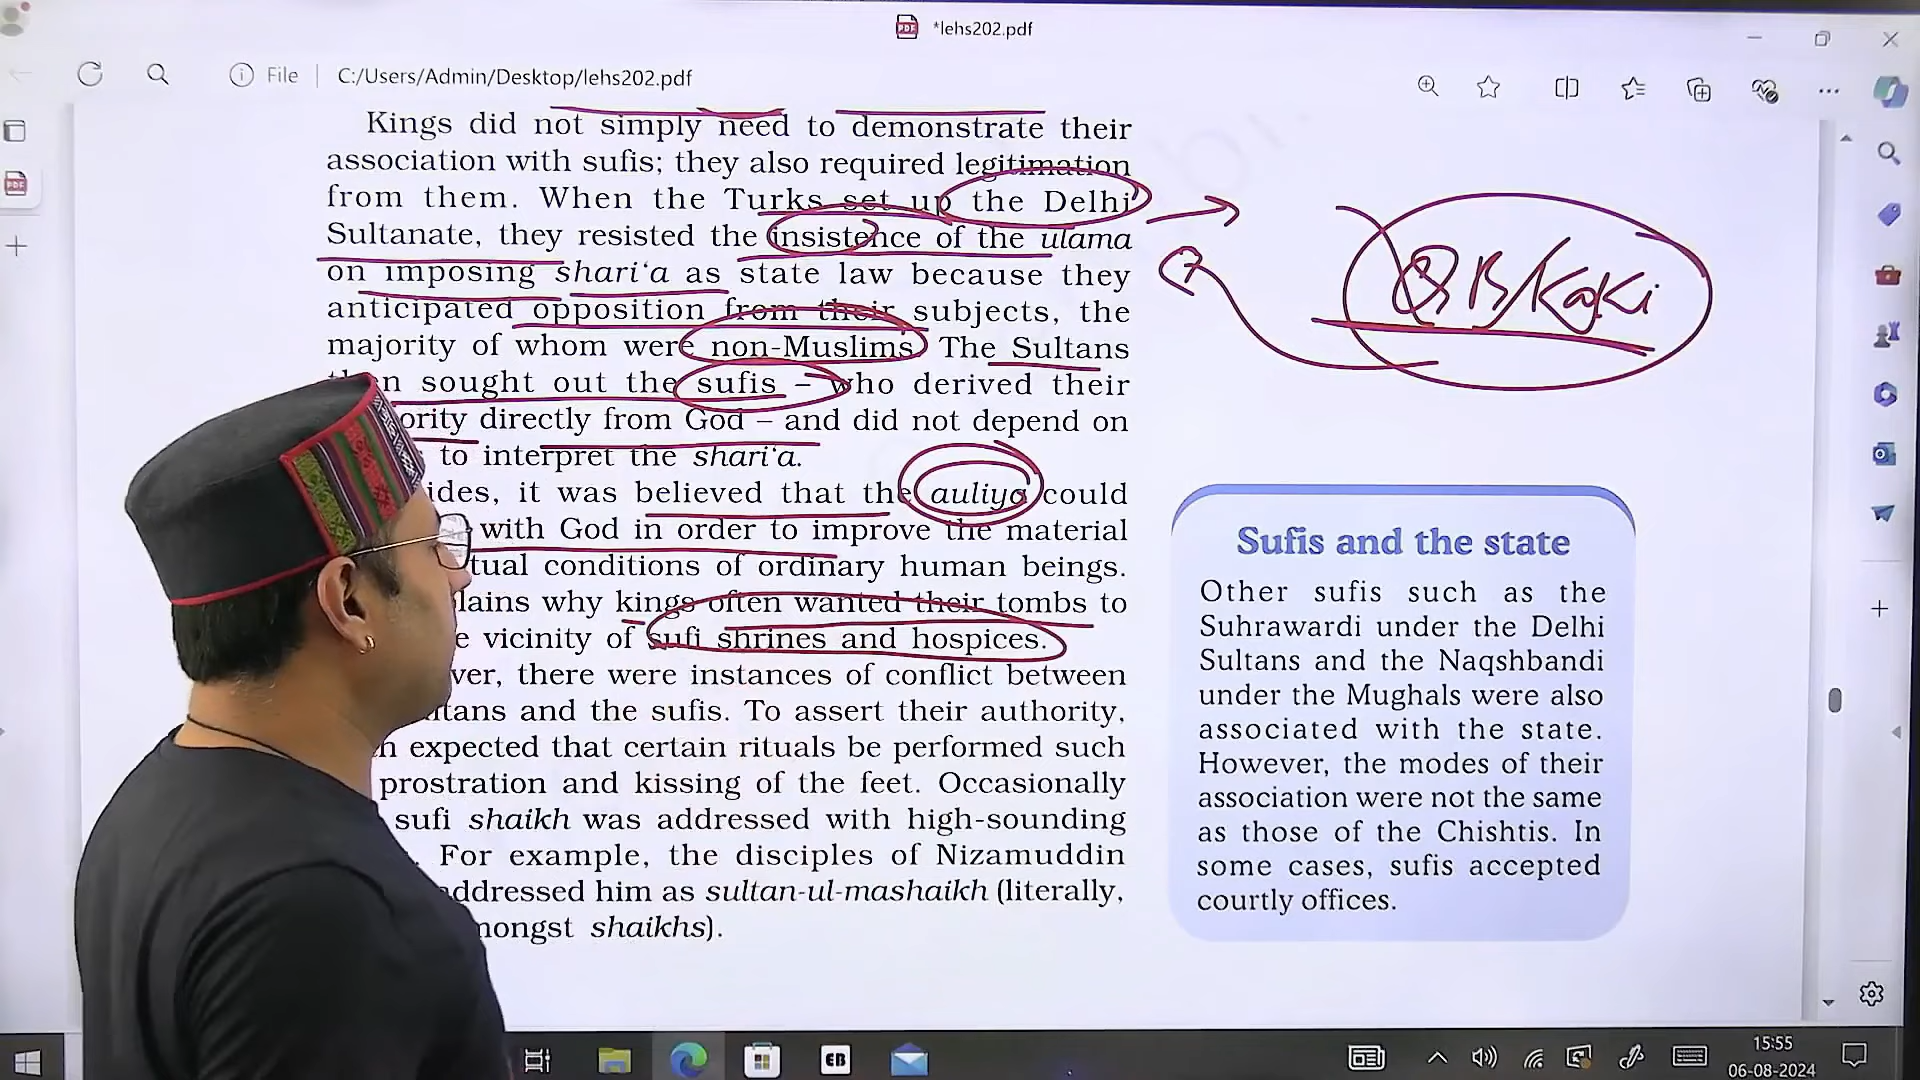 *lehs202.pdf
File
C:/Users/Admin/Desktop/lehs202.pdf
Kings did not simply need to demonstrate their
association with sufis; they also required legitimation
from them. When the Turks set up the Delhi
Sultanate, they resisted the insistence of the ulama
on imposing shari‘a as state law because they
anticipated opposition from their subjects, the
majority of whom were non-Muslims. The Sultans
sought out the sufis – who derived their
directly from God – and did not depend on
to interpret the shari‘a.
it was believed that the auliya could
with God in order to improve the material
conditions of ordinary human beings.
why kings often wanted their tombs to
vicinity of sufi shrines and hospices.
there were instances of conflict between
and the sufis. To assert their authority,
expected that certain rituals be performed such
prostration and kissing of the feet. Occasionally
sufi shaikh was addressed with high-sounding
For example, the disciples of Nizamuddin
addressed him as sultan-ul-mashaikh (literally,
shaikhs).
QB/Kaki
Sufis and the state
Other sufis such as the
Suhrawardi under the Delhi
Sultans and the Naqshbandi
under the Mughals were also
associated with the state.
However, the modes of their
association were not the same
as those of the Chishtis. In
some cases, sufis accepted
courtly offices.
15:55
06-08-2024